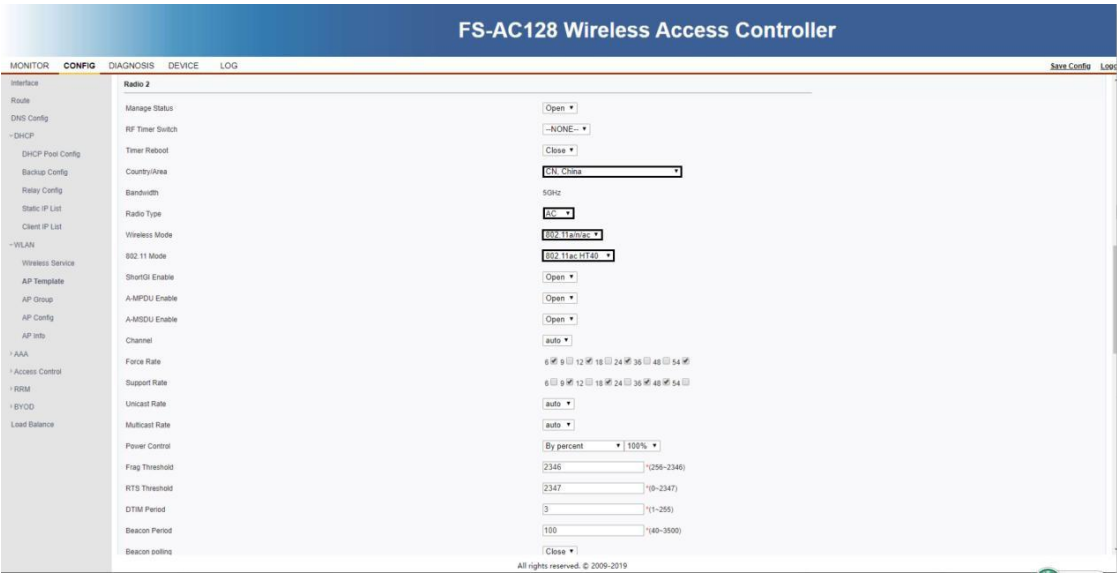 FS-AC128 Wireless Access Controller
MONITOR CONFIG DIAGNOSIS DEVICE LOG Save Config
Interface
Route
DNS Config
DHCP
DHCP Pool Config
Backup Config
Relay Config
Static IP List
Client IP List
WLAN
Wireless Service
AP Template
AP Group
AP Config
AP Info
AAA
Access Control
RRM
BYOD
Load Balance
Radio 2
Manage Status Open
RF Timer Switch --NONE--
Timer Reboot Close
Country/Area CN, China
Bandwidth 5GHz
Radio Type AC
Wireless Mode 802.11a/n/ac
802.11 Mode 802.11ac HT40
ShortGI Enable Open
A-MPDU Enable Open
A-MSDU Enable Open
Channel auto
Force Rate 6 9 12 18 24 36 48 54
Support Rate 6 9 12 18 24 36 48 54
Unicast Rate auto
Multicast Rate auto
Power Control By percent 100%
Frag Threshold 2346 *(256~2346)
RTS Threshold 2347 *(0~2347)
DTIM Period 3 *(1~255)
Beacon Period 100 *(40~3500)
Beacon polling Close
All rights reserved. © 2009-2019